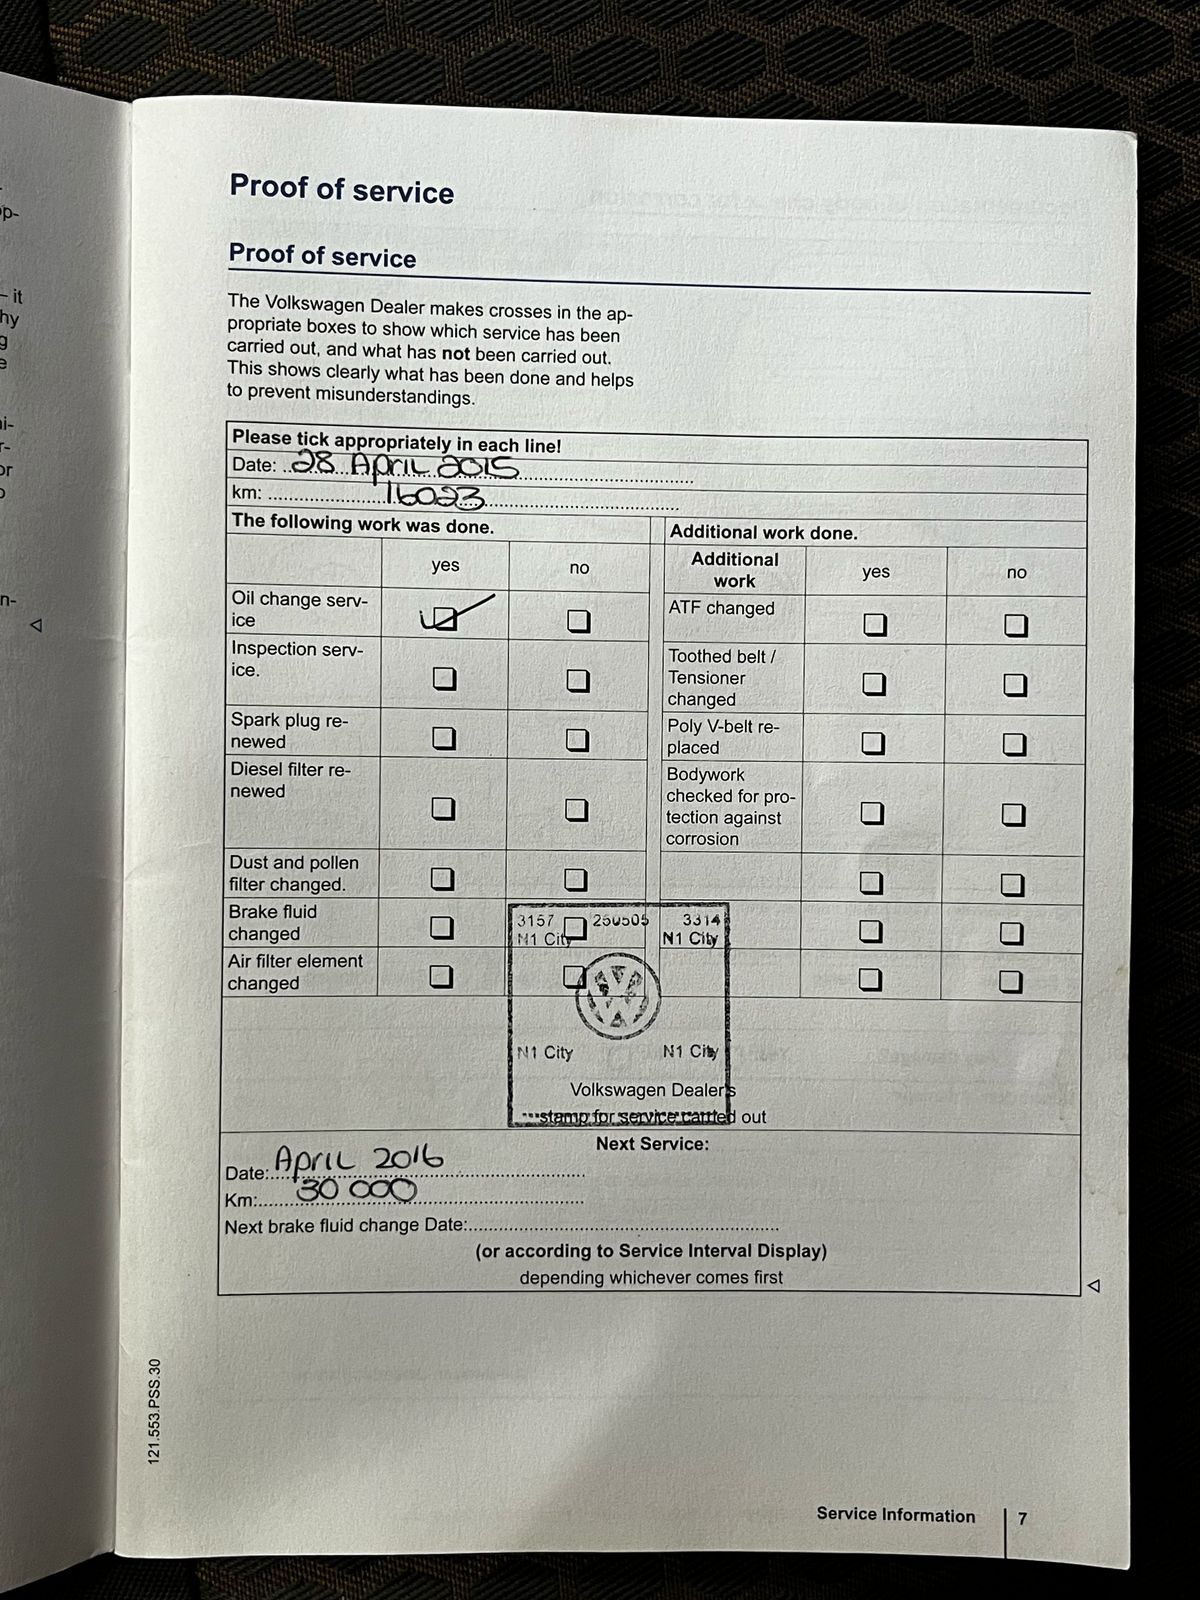 p-
– it
hy
g
e
ni-
r-
or
o
n-
Proof of service
Proof of service
The Volkswagen Dealer makes crosses in the ap-
propriate boxes to show which service has been
carried out, and what has not been carried out.
This shows clearly what has been done and helps
to prevent misunderstandings.
Please tick appropriately in each line!
Date: 28 April 2015
km: 16023
The following work was done.
yes no
Oil change serv-
ice
Inspection serv-
ice.
Spark plug re-
newed
Diesel filter re-
newed
Dust and pollen
filter changed.
Brake fluid
changed
Air filter element
changed
Additional work done.
Additional
work
yes no
ATF changed
Toothed belt /
Tensioner
changed
Poly V-belt re-
placed
Bodywork
checked for pro-
tection against
corrosion
3157 250505 3314
N1 City N1 City
N1 City N1 City
Volkswagen Dealer's
stamp for service carried out
Next Service:
Date: April 2016
Km: 30 000
Next brake fluid change Date:
(or according to Service Interval Display)
depending whichever comes first
121.553.PSS.30
Service Information 7